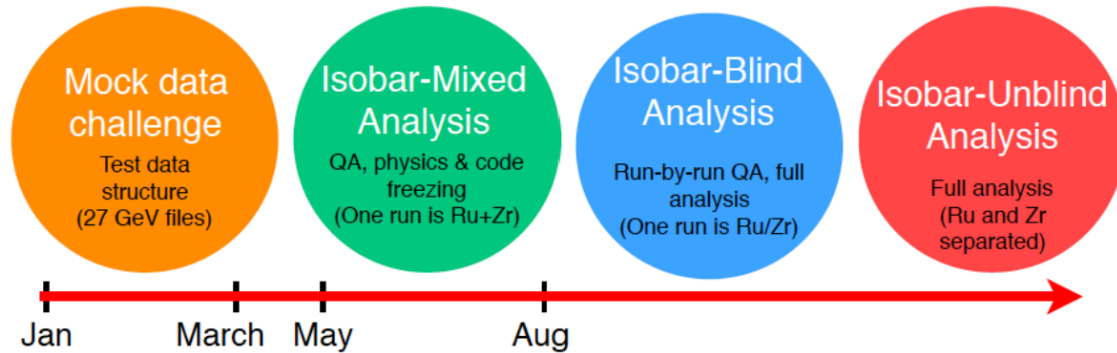 Mock data
challenge
Test data
structure
(27 GeV files)
Isobar-Mixed
Analysis
QA, physics & code
freezing
(One run is Ru+Zr)
Isobar-Blind
Analysis
Run-by-run QA, full
analysis
(One run is Ru/Zr)
Isobar-Unblind
Analysis
Full analysis
(Ru and Zr
separated)
Jan
March
May
Aug